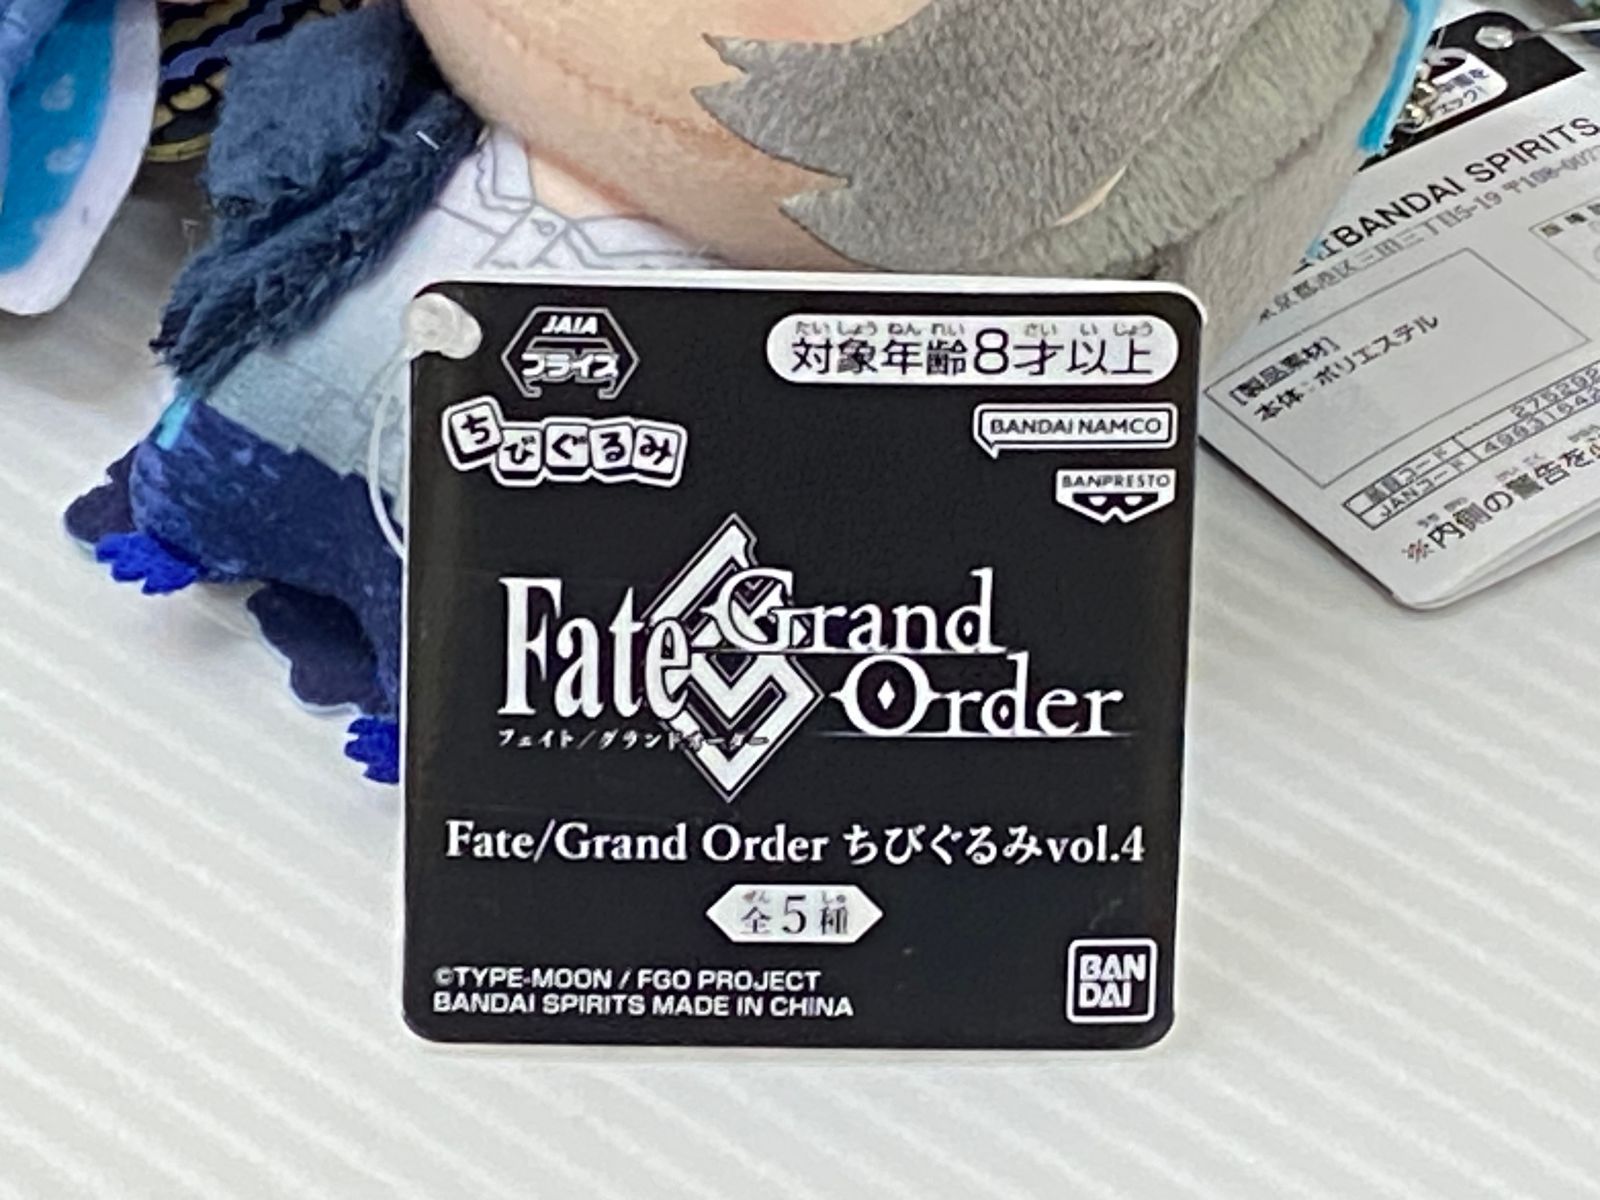 JAIA
プライズ
たいしょうねんれい さいいじょう
対象年齢8才以上
ちびぐるみ
BANDAI NAMCO
BANPRESTO
Fate
Grand
Order
フェイト/グランドオーダー
Fate/Grand Order ちびぐるみvol.4
ぜん しゅ
全5種
©TYPE-MOON / FGO PROJECT
BANDAI SPIRITS MADE IN CHINA
BAN
DAI
BANDAI SPIRITS
[製品素材]
本体:ポリエステル
JANコード
※内側の警告を